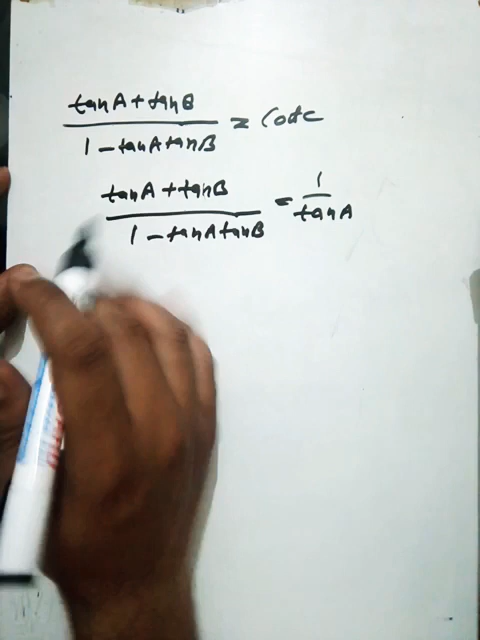 tanA + tanB / 1 - tanA tanB = Cotc
tanA + tanB / 1 - tanA tanB = 1 / tanA